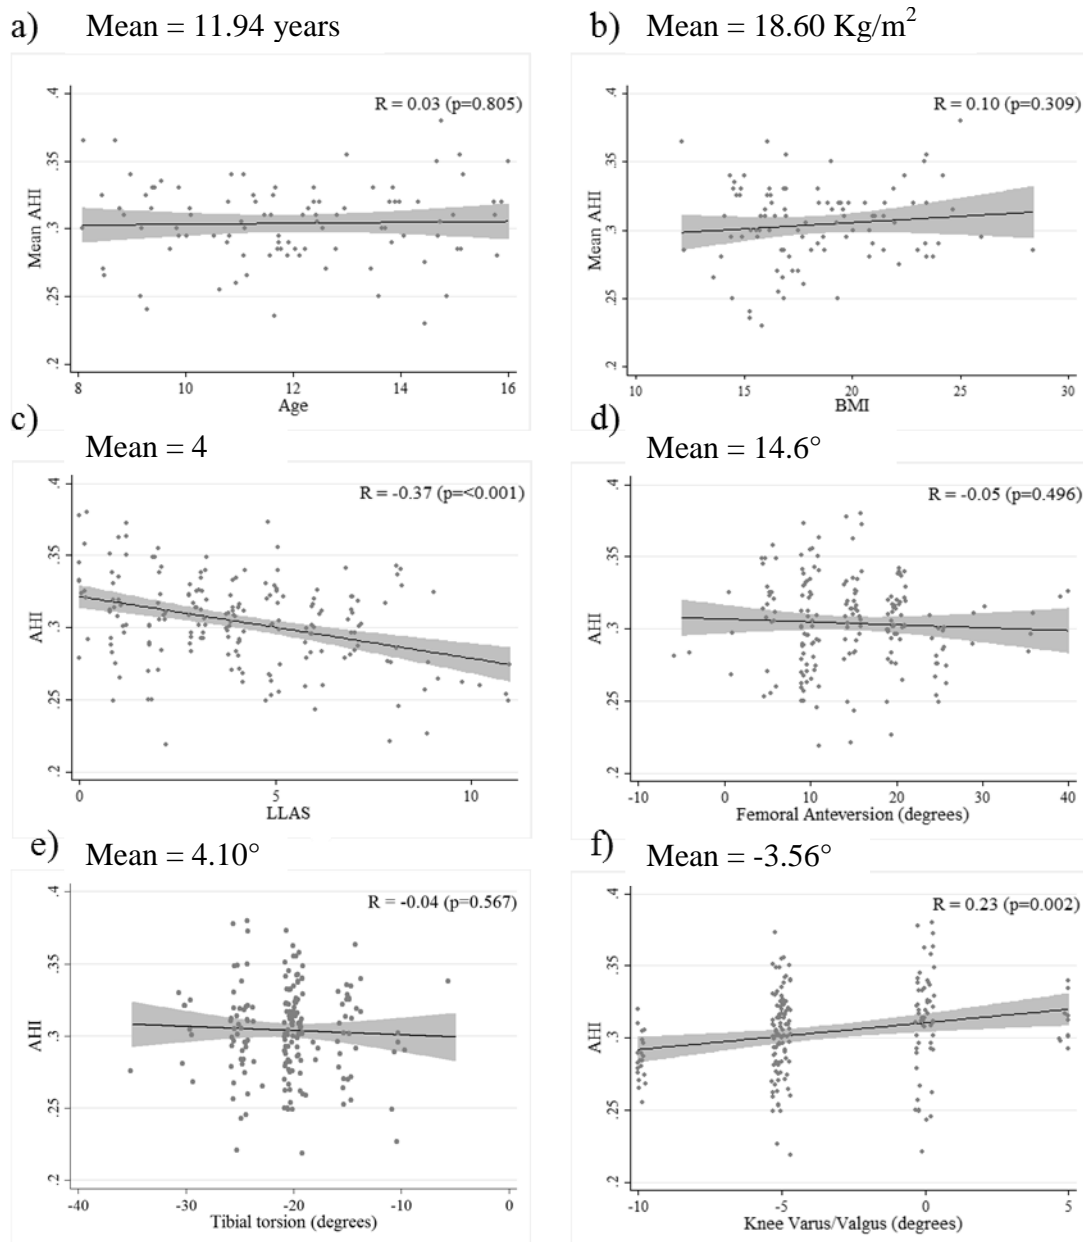 a) Mean = 11.94 years
R = 0.03 (p=0.805)
Mean AHI
.4
.35
.3
.25
.2
8 10 12 14 16
Age
b) Mean = 18.60 Kg/m²
R = 0.10 (p=0.309)
Mean AHI
.4
.35
.3
.25
.2
10 15 20 25 30
BMI
c) Mean = 4
R = -0.37 (p=<0.001)
AHI
.4
.35
.3
.25
.2
0 5 10
LLAS
d) Mean = 14.6°
R = -0.05 (p=0.496)
AHI
.4
.35
.3
.25
.2
-10 0 10 20 30 40
Femoral Anteversion (degrees)
e) Mean = 4.10°
R = -0.04 (p=0.567)
AHI
.4
.35
.3
.25
.2
-40 -30 -20 -10 0
Tibial torsion (degrees)
f) Mean = -3.56°
R = 0.23 (p=0.002)
AHI
.4
.35
.3
.25
.2
-10 -5 0 5
Knee Varus/Valgus (degrees)